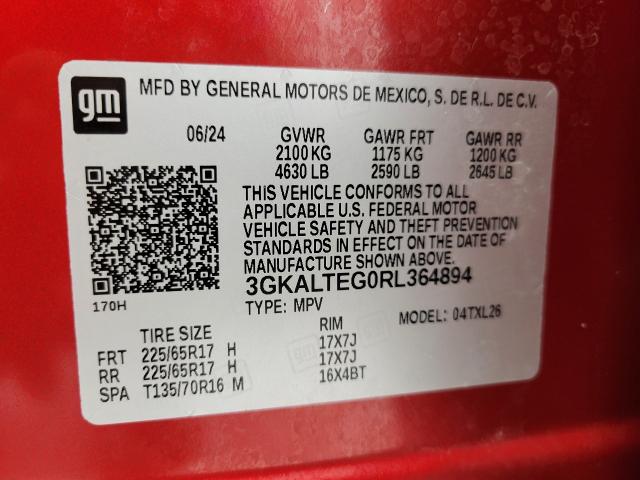 gm
MFD BY GENERAL MOTORS DE MEXICO, S. DE R.L. DE C.V.
06/24 GVWR GAWR FRT GAWR RR
2100 KG 1175 KG 1200 KG
4630 LB 2590 LB 2645 LB
THIS VEHICLE CONFORMS TO ALL
APPLICABLE U.S. FEDERAL MOTOR
VEHICLE SAFETY AND THEFT PREVENTION
STANDARDS IN EFFECT ON THE DATE OF
MANUFACTURE SHOWN ABOVE.
3GKALTEG0RL364894
170H TYPE: MPV MODEL: 04TXL26
TIRE SIZE RIM
FRT 225/65R17 H 17X7J
RR 225/65R17 H 17X7J
SPA T135/70R16 M 16X4BT